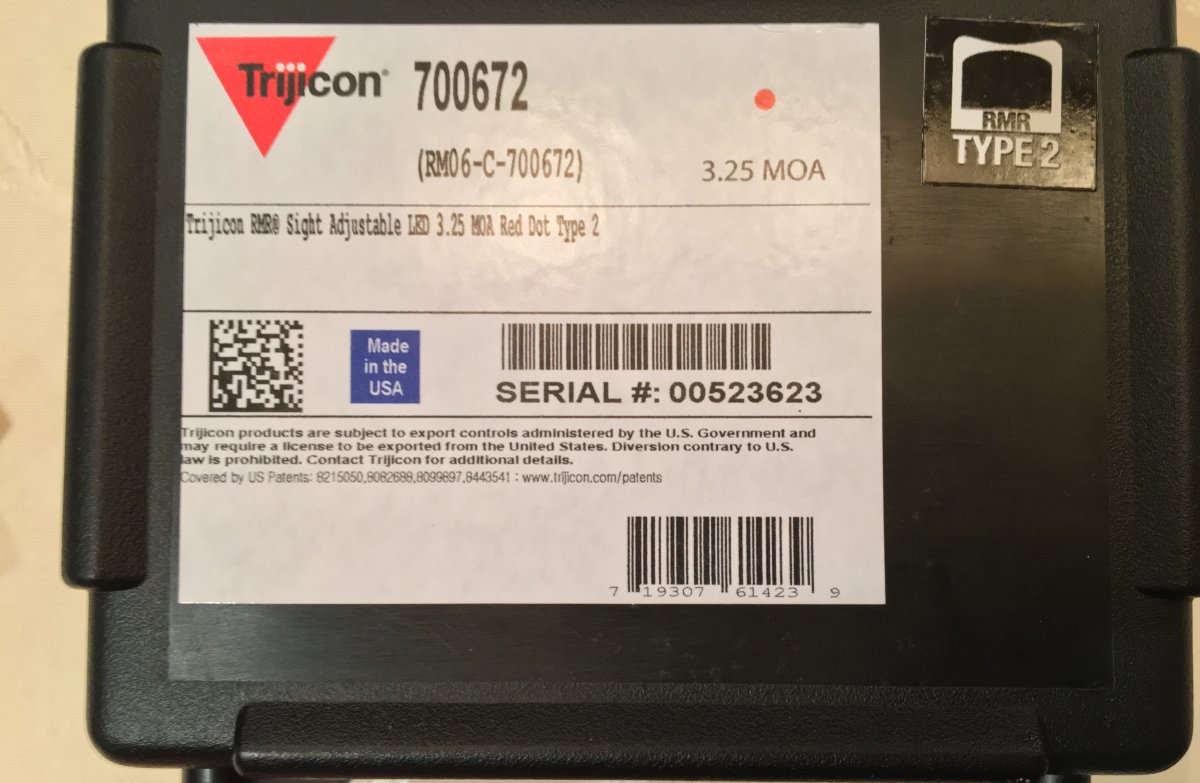 Trijicon® 700672
(RM06-C-700672)
3.25 MOA
RMR
TYPE 2
Trijicon RMR® Sight Adjustable LED 3.25 MOA Red Dot Type 2
Made
in the
USA
SERIAL #: 00523623
Trijicon products are subject to export controls administered by the U.S. Government and
may require a license to be exported from the United States. Diversion contrary to U.S.
law is prohibited. Contact Trijicon for additional details.
Covered by US Patents: 8215050,8082688,8099897,8443541 : www.trijicon.com/patents
7 19307 61423 9